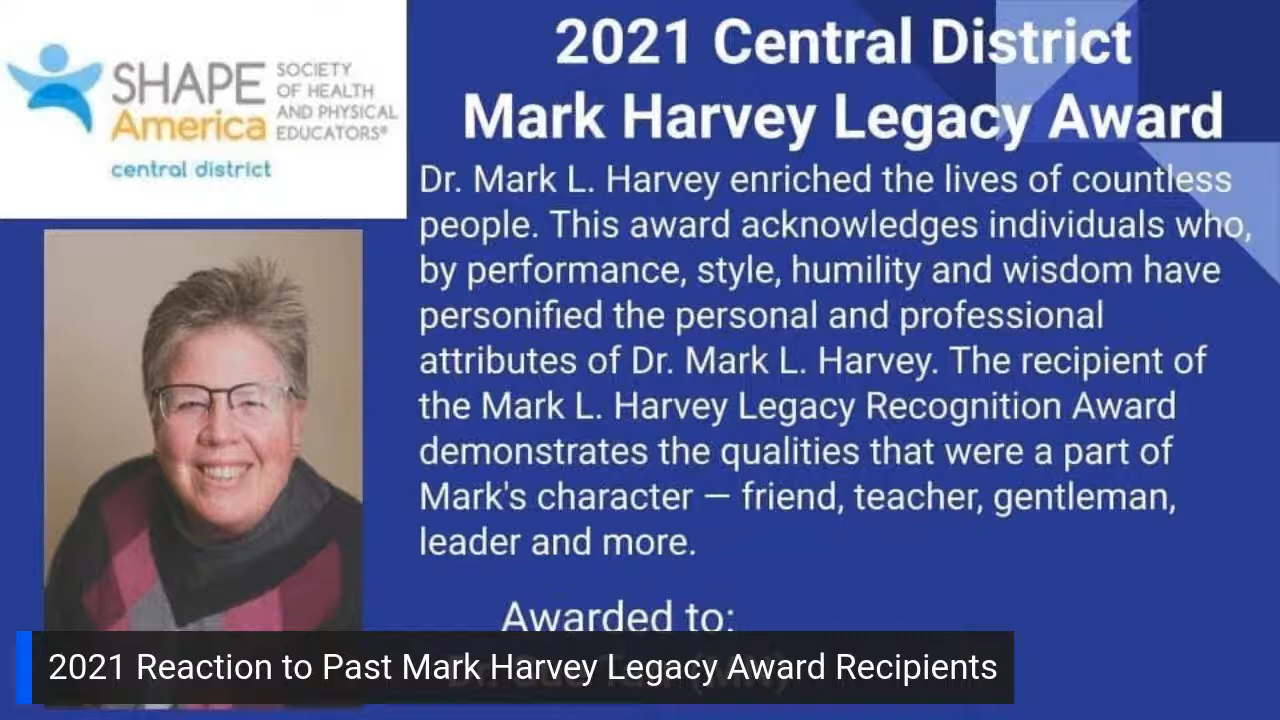 SHAPE
America
SOCIETY
OF HEALTH
AND PHYSICAL
EDUCATORS®
central district
2021 Central District
Mark Harvey Legacy Award
Dr. Mark L. Harvey enriched the lives of countless
people. This award acknowledges individuals who,
by performance, style, humility and wisdom have
personified the personal and professional
attributes of Dr. Mark L. Harvey. The recipient of
the Mark L. Harvey Legacy Recognition Award
demonstrates the qualities that were a part of
Mark's character — friend, teacher, gentleman,
leader and more.
Awarded to:
2021 Reaction to Past Mark Harvey Legacy Award Recipients